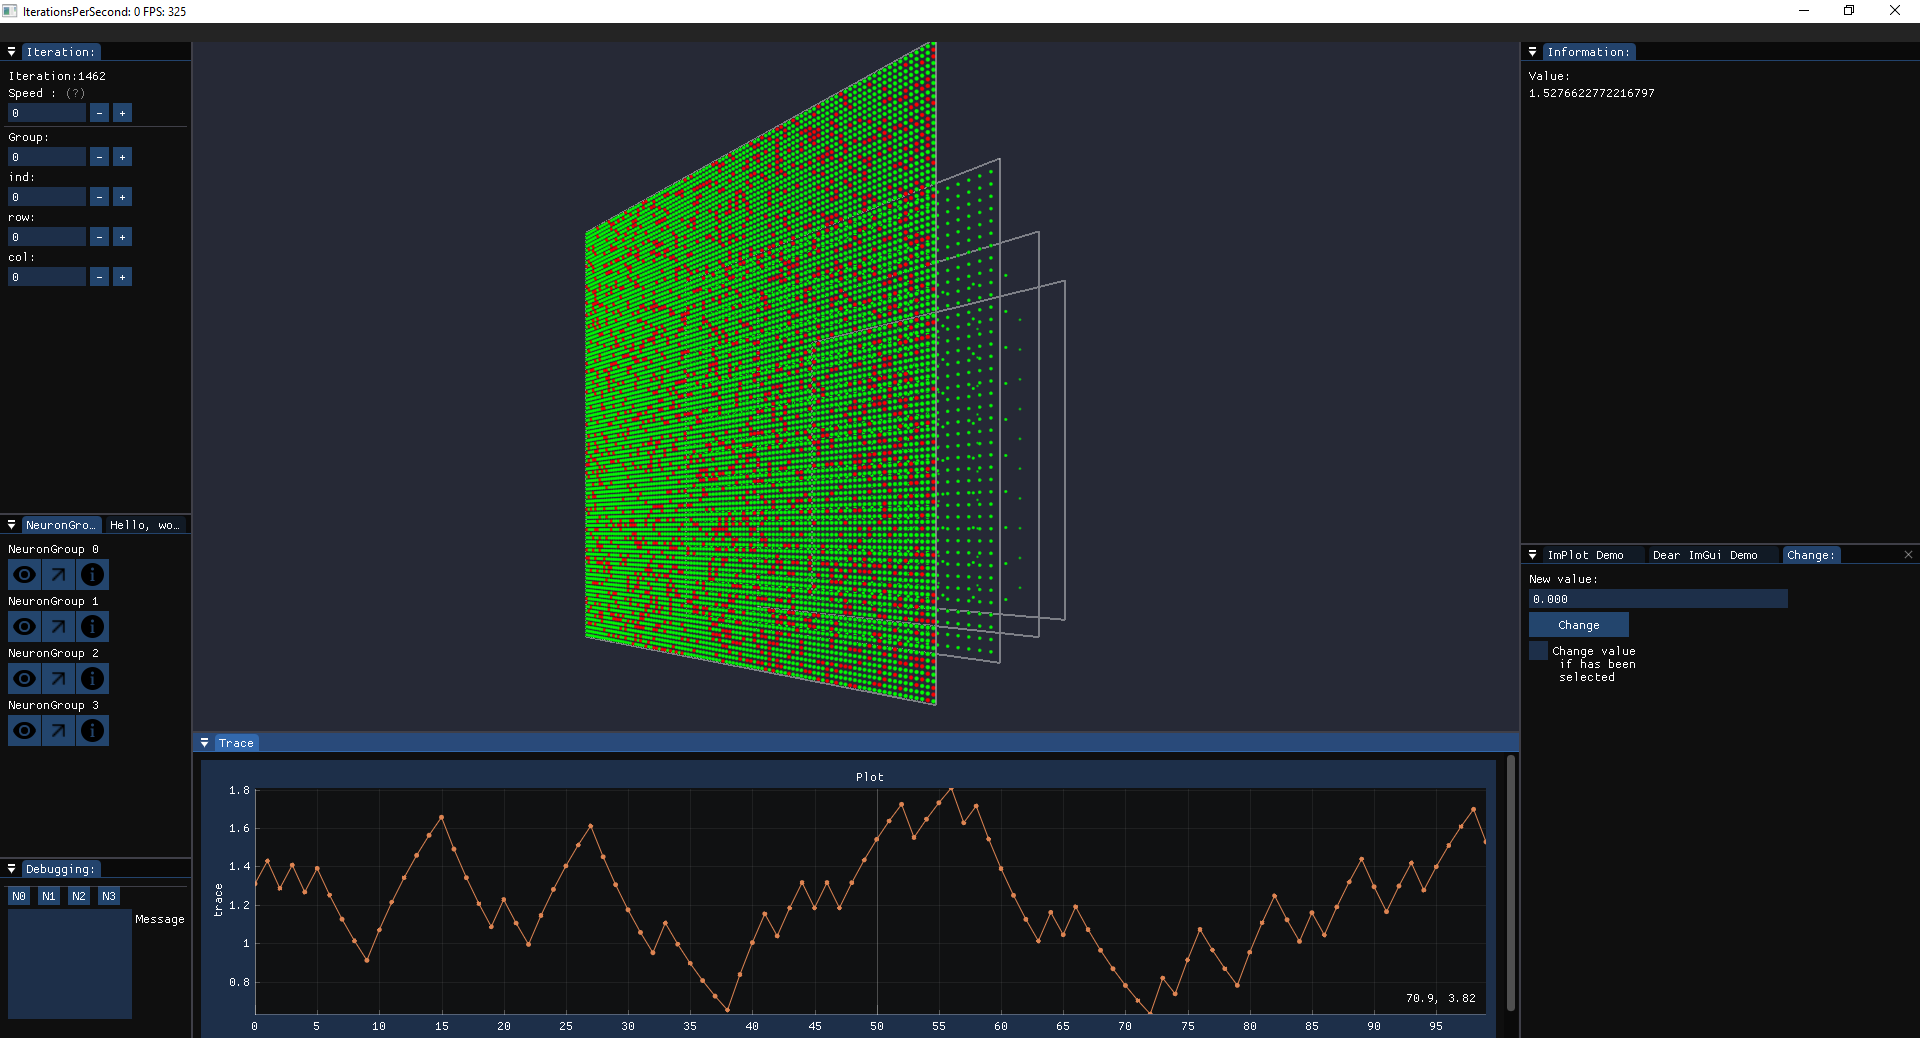 IterationsPerSecond: 0 FPS: 325
Iteration:
Iteration:1462
Speed : (?)
0 - +
Group:
0 - +
ind:
0 - +
row:
0 - +
col:
0 - +
NeuronGro... Hello, wo...
NeuronGroup 0
NeuronGroup 1
NeuronGroup 2
NeuronGroup 3
Debugging:
N0 N1 N2 N3
Message
Trace
Plot
trace
1.8
1.6
1.4
1.2
1
0.8
70.9, 3.82
0 5 10 15 20 25 30 35 40 45 50 55 60 65 70 75 80 85 90 95
Information:
Value:
1.5276622772216797
ImPlot Demo Dear ImGui Demo Change:
New value:
0.000
Change
Change value
if has been
selected